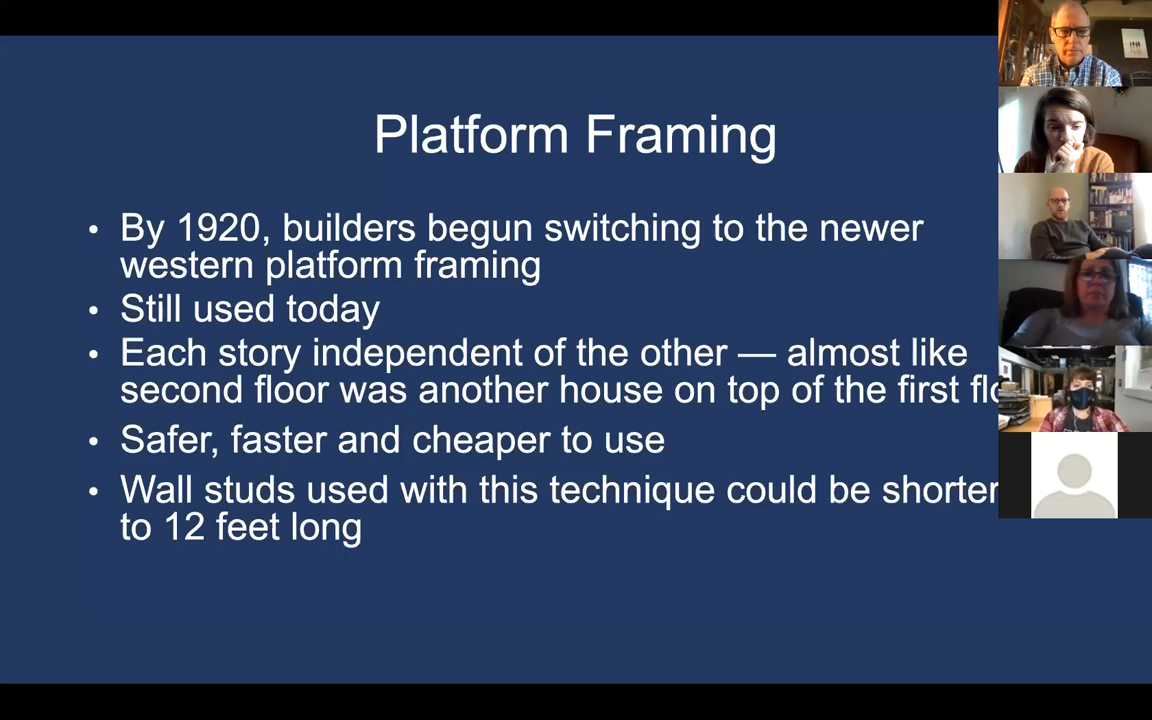 Platform Framing
• By 1920, builders begun switching to the newer
western platform framing
• Still used today
• Each story independent of the other — almost like
second floor was another house on top of the first
• Safer, faster and cheaper to use
• Wall studs used with this technique could be shorter
to 12 feet long